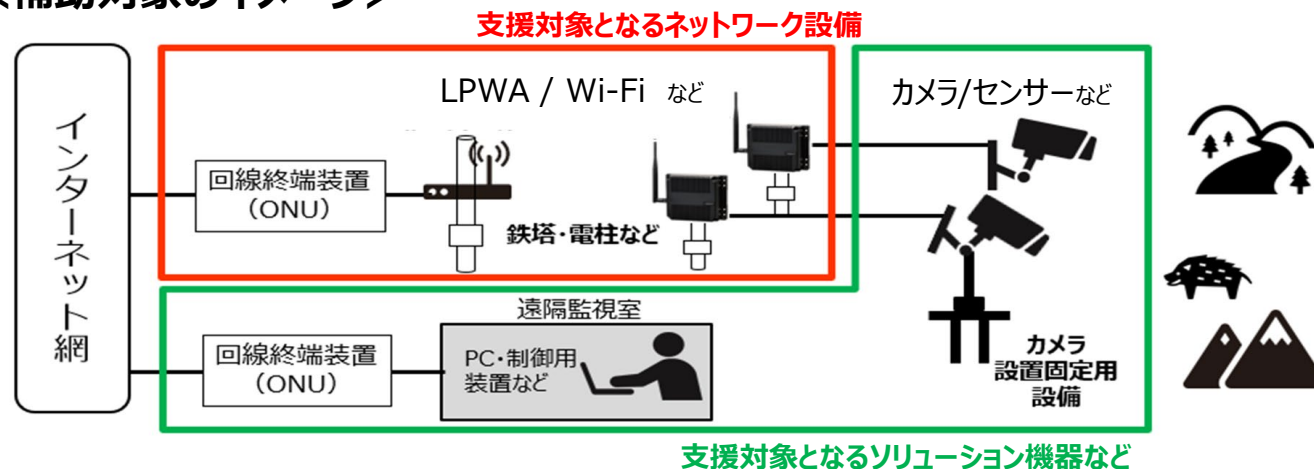 支援対象となるネットワーク設備
LPWA / Wi-Fi など
カメラ/センサーなど
インターネット網
回線終端装置
(ONU)
鉄塔・電柱など
遠隔監視室
回線終端装置
(ONU)
PC・制御用
装置など
カメラ
設置固定用
設備
支援対象となるソリューション機器など